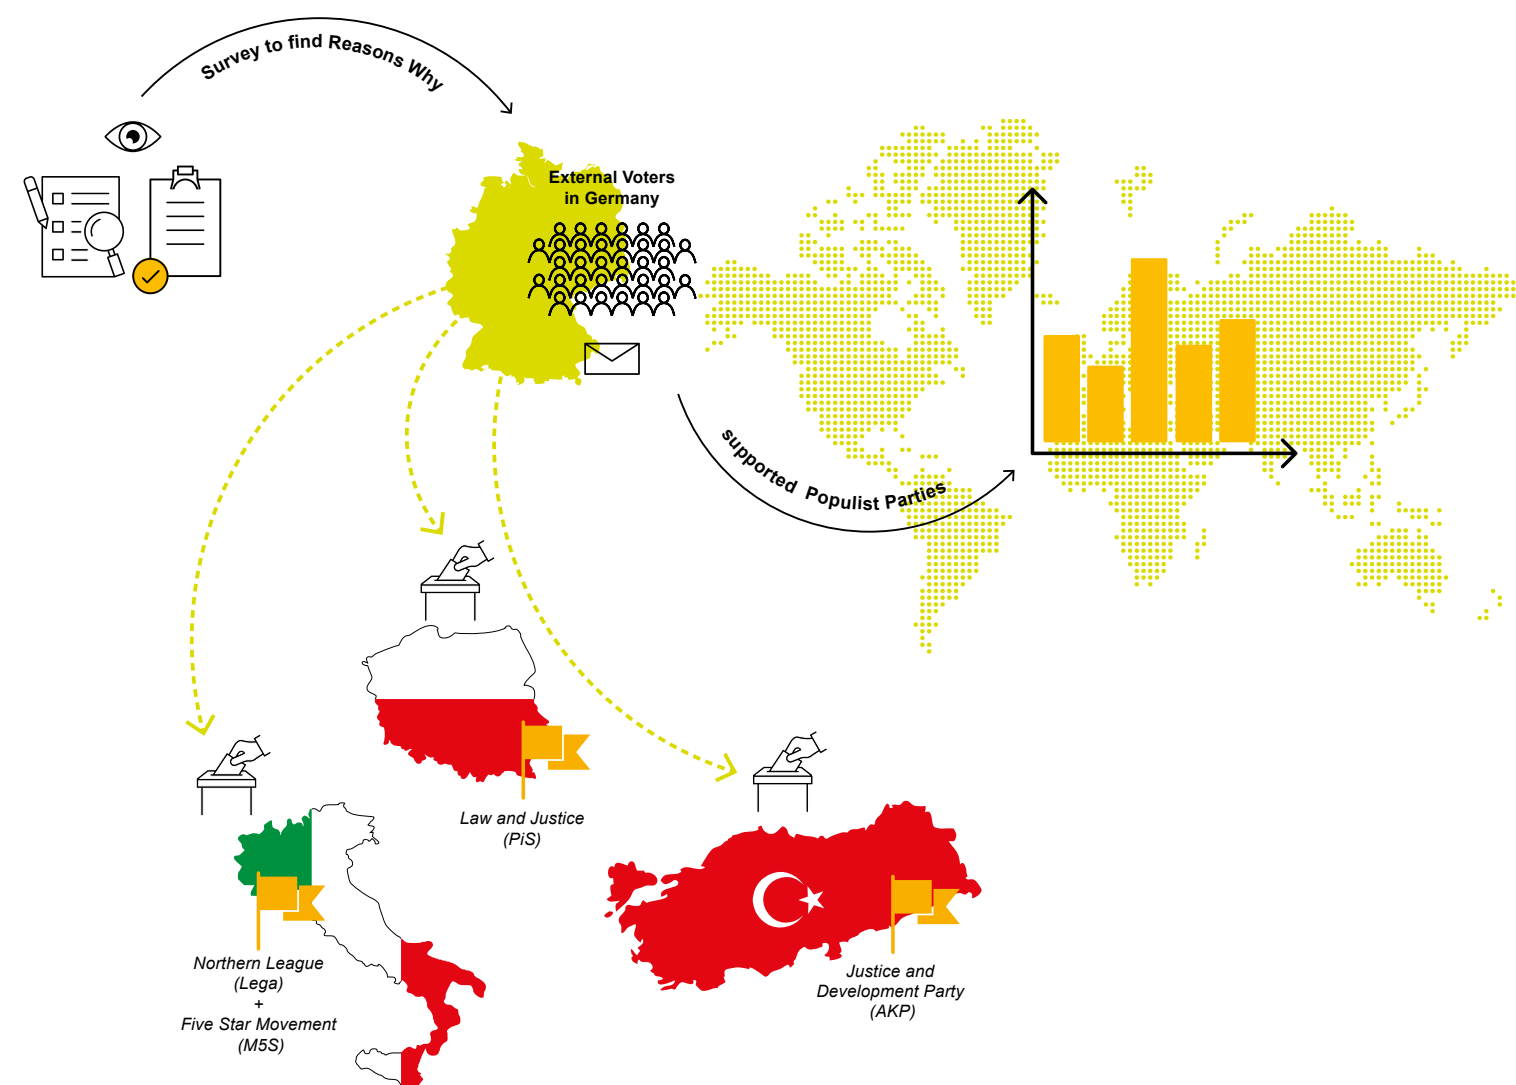 Survey to find Reasons Why
External Voters
in Germany
supported Populist Parties
Law and Justice
(PiS)
Northern League
(Lega)
+
Five Star Movement
(M5S)
Justice and
Development Party
(AKP)